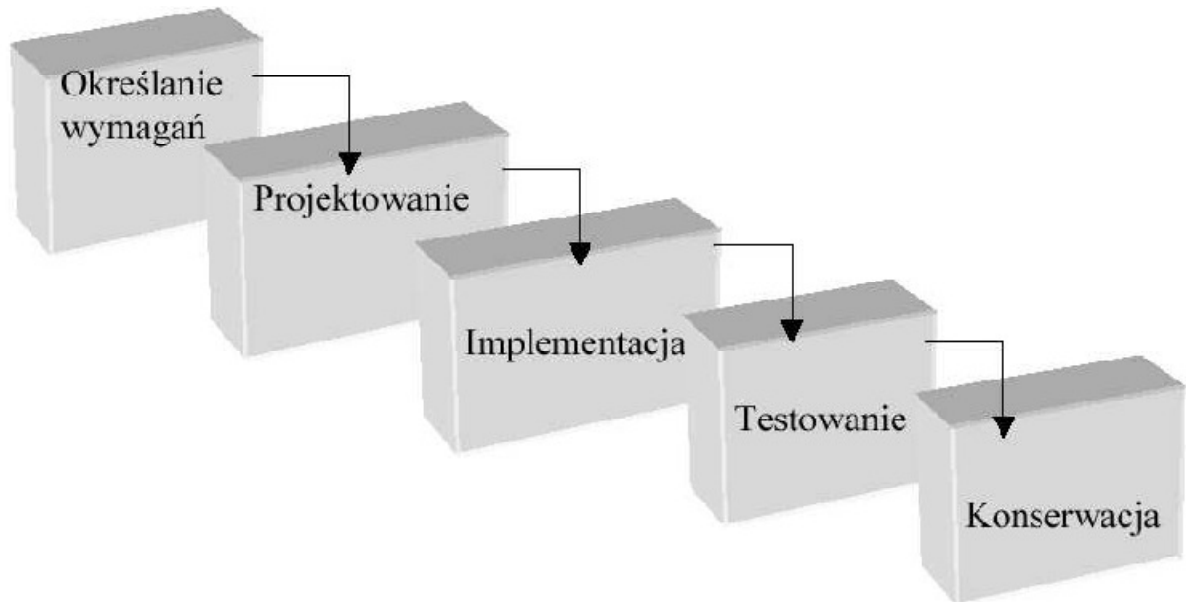 Określanie
wymagań
Projektowanie
Implementacja
Testowanie
Konserwacja